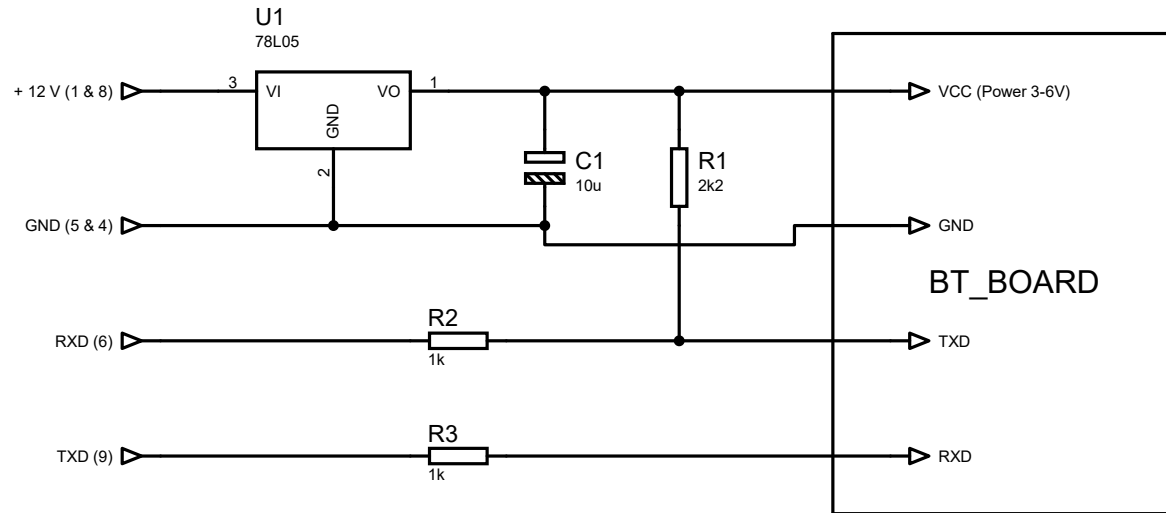 U1
78L05
+ 12 V (1 & 8)
3
VI
VO
1
VCC (Power 3-6V)
GND
2
C1
10u
R1
2k2
GND (5 & 4)
GND
BT_BOARD
R2
RXD (6)
TXD
1k
R3
TXD (9)
RXD
1k